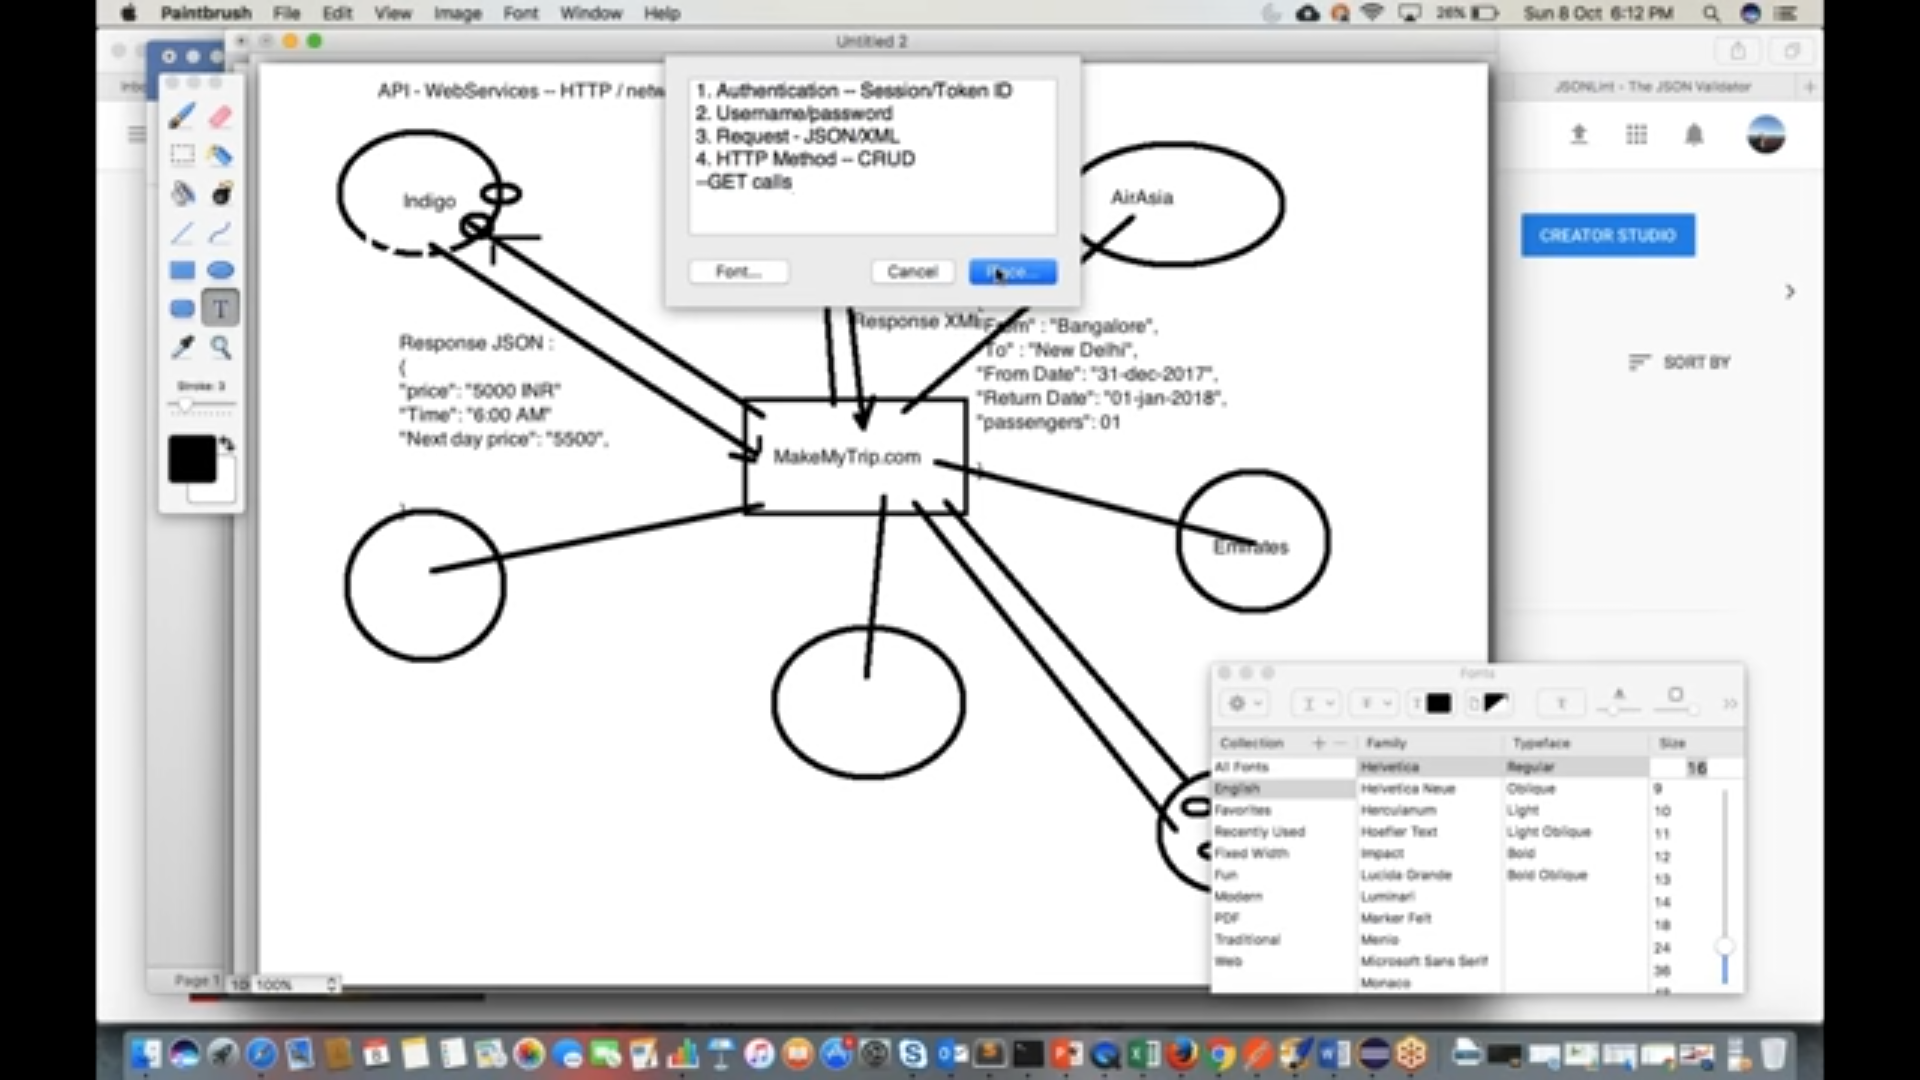 Paintbrush File Edit View Image Font Window Help
26% Sun 8 Oct 6:12 PM
Untitled 2
JSONLint - The JSON Validator
API - WebServices -- HTTP /
1. Authentication -- Session/Token ID
2. Username/password
3. Request - JSON/XML
4. HTTP Method -- CRUD
--GET calls
Font... Cancel
Indigo
AirAsia
CREATOR STUDIO
SORT BY
Response XML
Response JSON :
{
"price": "5000 INR"
"Time": "6:00 AM"
"Next day price": "5500",
}
"From" : "Bangalore",
"To" : "New Delhi",
"From Date": "31-dec-2017",
"Return Date": "01-jan-2018",
"passengers": 01
}
MakeMyTrip.com
Emirates
Stroke: 3
T
Fonts
Collection + − Family Typeface Size
All Fonts Helvetica Regular 16
English Helvetica Neue Oblique 9
Favorites Herculanum Light 10
Recently Used Hoefler Text Light Oblique 11
Fixed Width Impact Bold 12
Fun Lucida Grande Bold Oblique 13
Modern Luminari 14
PDF Marker Felt 18
Traditional Menlo 24
Web Microsoft Sans Serif 36
Monaco
Page 1
100%